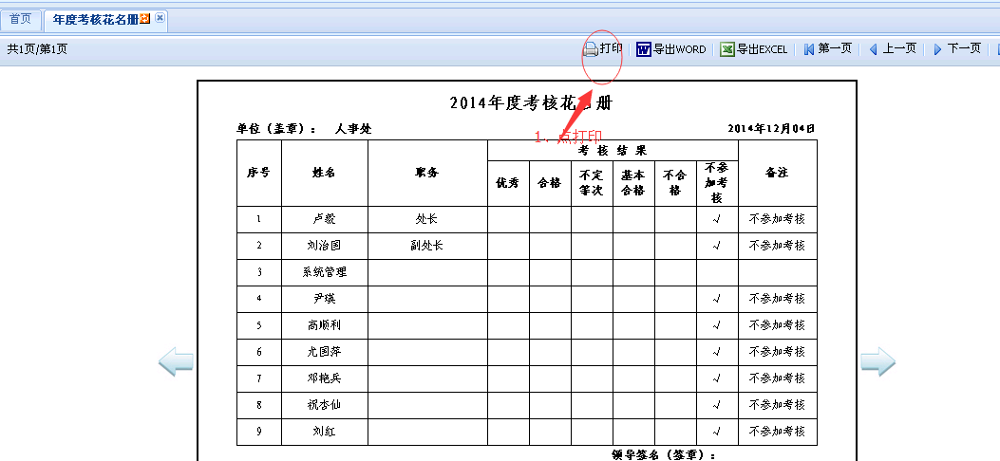 首页 年度考核花名册
共1页/第1页 打印 导出WORD 导出EXCEL 第一页 上一页 下一页
2014年度考核花名册
单位（盖章）： 人事处 2014年12月04日
1、点打印
序号 姓名 职务 考 核 结 果 备注
优秀 合格 不定等次 基本合格 不合格 不参加考核
1 卢毅 处长 √ 不参加考核
2 刘治国 副处长 √ 不参加考核
3 系统管理
4 尹瑛 √ 不参加考核
5 高顺利 √ 不参加考核
6 尤国萍 √ 不参加考核
7 邓艳兵 √ 不参加考核
8 祝杏仙 √ 不参加考核
9 刘红 √ 不参加考核
领导签名（签章）：